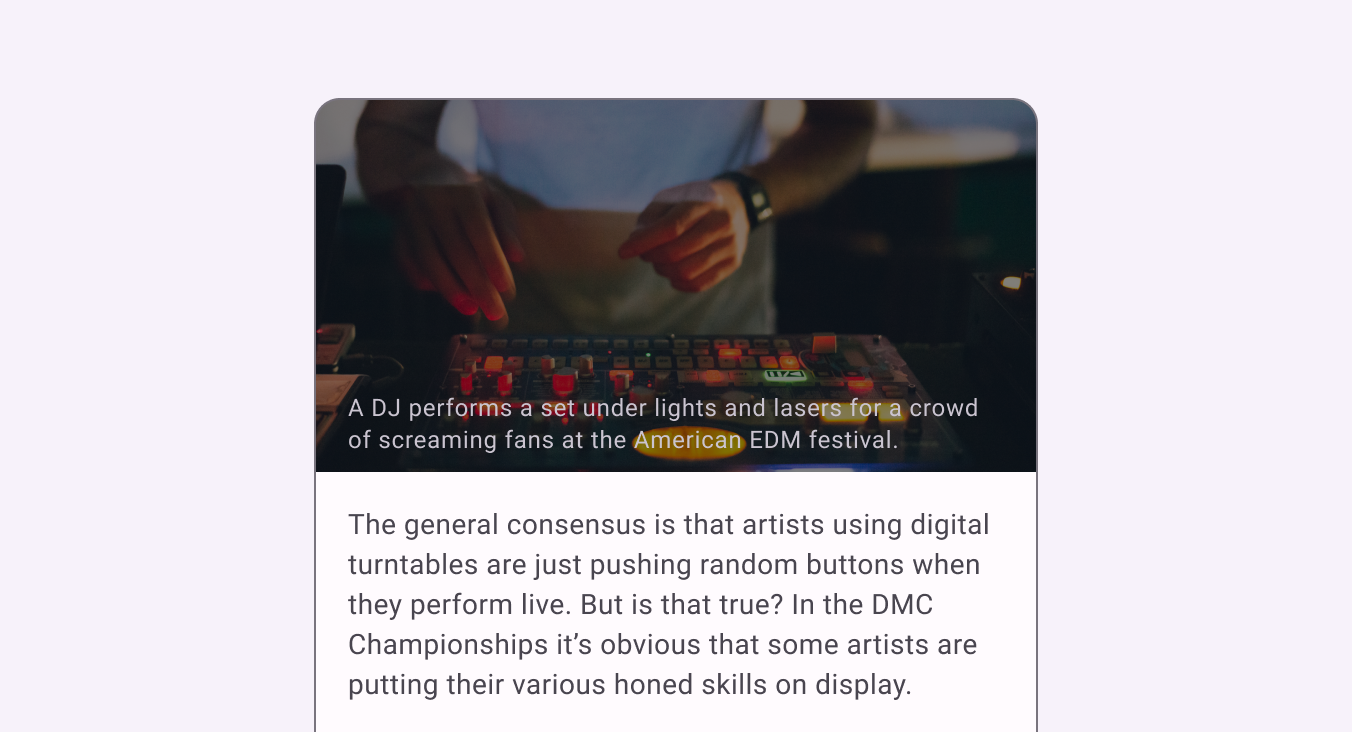 A DJ performs a set under lights and lasers for a crowd
of screaming fans at the American EDM festival.
The general consensus is that artists using digital
turntables are just pushing random buttons when
they perform live. But is that true? In the DMC
Championships it’s obvious that some artists are
putting their various honed skills on display.